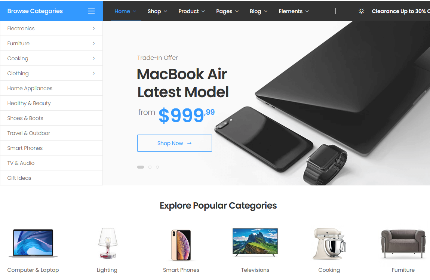 Browse Categories
Home Shop Product Pages Blog Elements
Clearance Up to 30%
Electronics
Furniture
Cooking
Clothing
Home Appliances
Healthy & Beauty
Shoes & Boots
Travel & Outdoor
Smart Phones
TV & Audio
Gift Ideas
Trade-In Offer
MacBook Air
Latest Model
from $999.99
Shop Now →
Explore Popular Categories
Computer & Laptop
Lighting
Smart Phones
Televisions
Cooking
Furniture